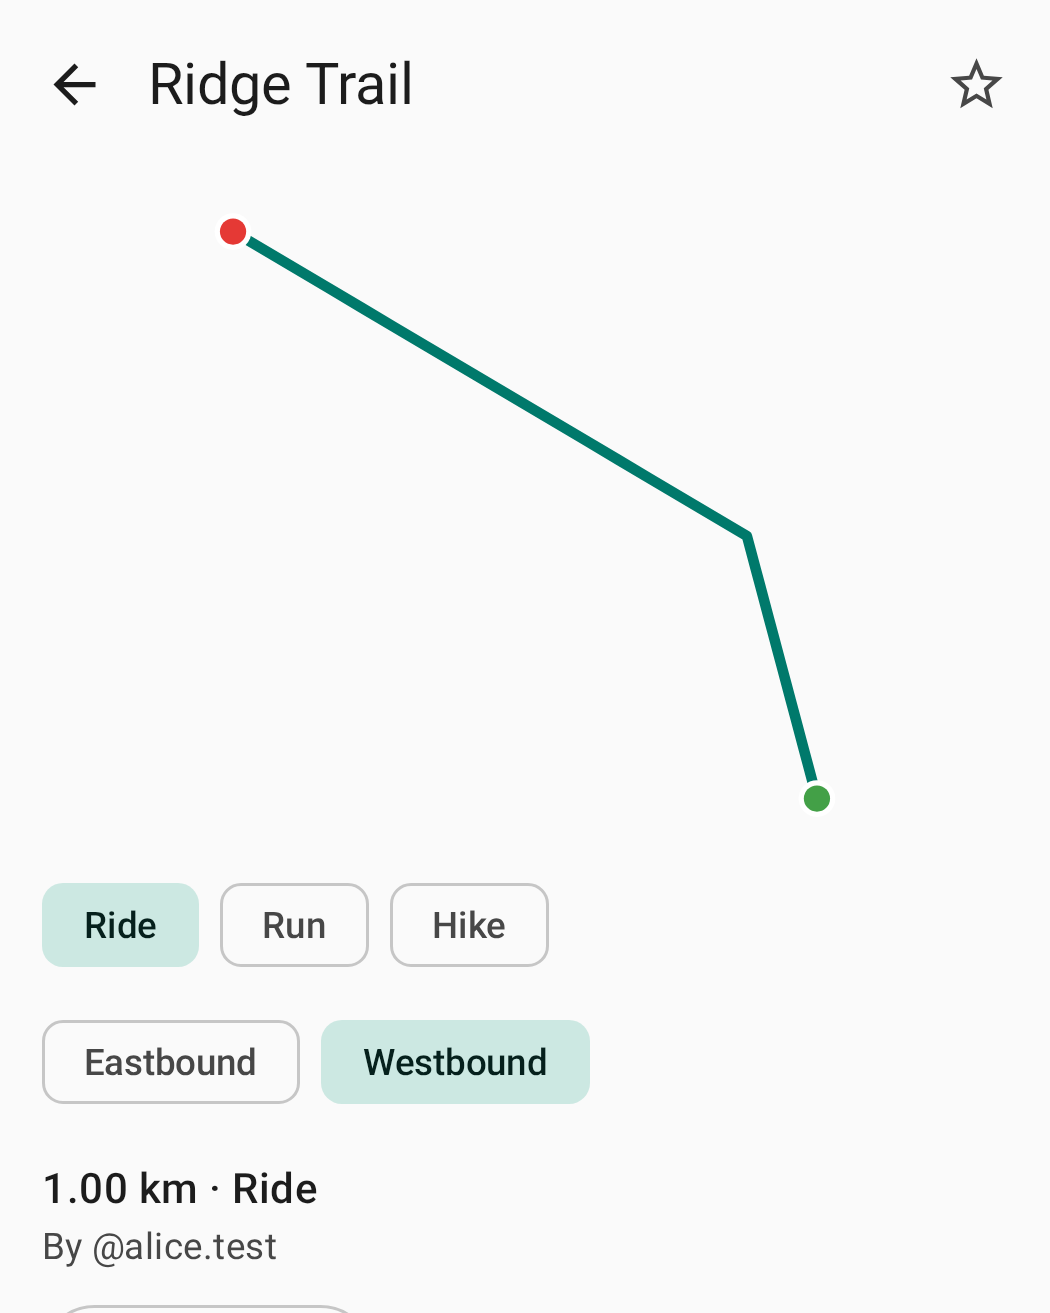 Ridge Trail
Ride Run Hike
Eastbound Westbound
1.00 km · Ride
By @alice.test